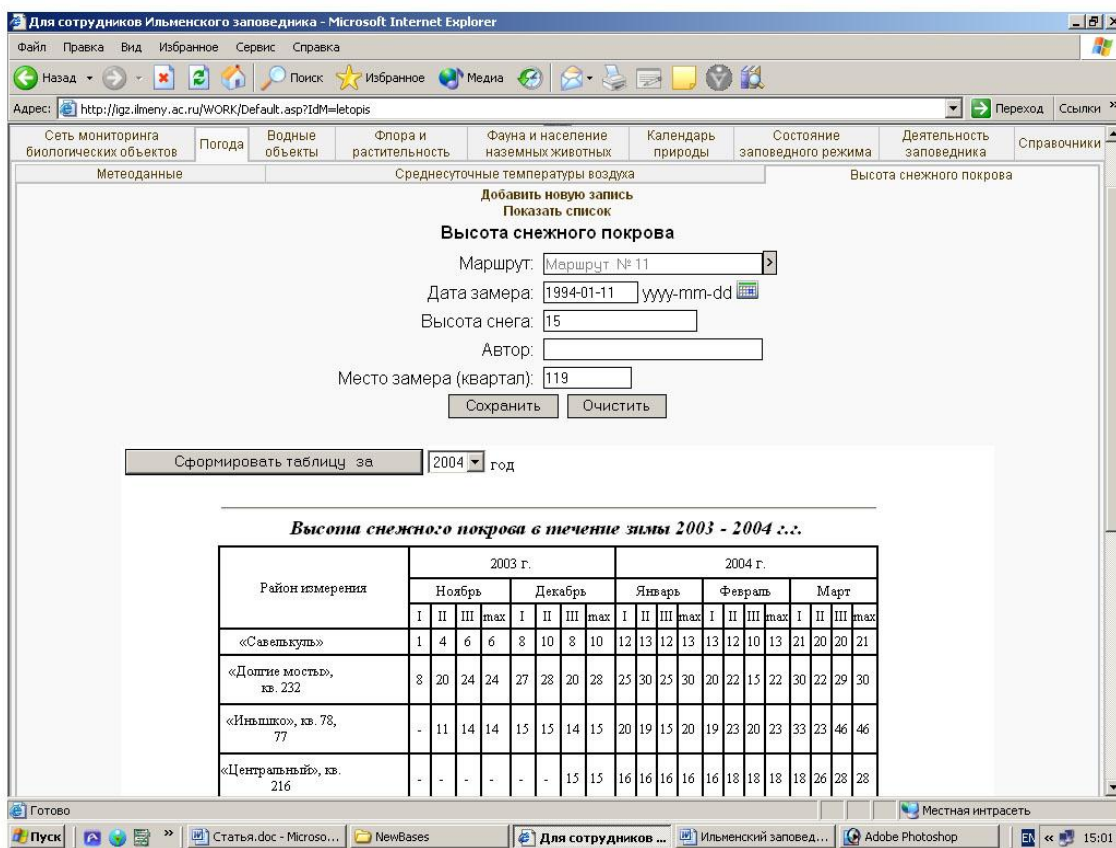 Для сотрудников Ильменского заповедника - Microsoft Internet Explorer
Файл Правка Вид Избранное Сервис Справка
Назад Поиск Избранное Медиа
Адрес: http://igz.ilmeny.ac.ru/WORK/Default.asp?IdM=letopis Переход Ссылки »
Сеть мониторинга биологических объектов Погода Водные объекты Флора и растительность Фауна и население наземных животных Календарь природы Состояние заповедного режима Деятельность заповедника Справочники
Метеоданные Среднесуточные температуры воздуха Высота снежного покрова
Добавить новую запись
Показать список
Высота снежного покрова
Маршрут: Маршрут № 11 >
Дата замера: 1994-01-11 yyyy-mm-dd
Высота снега: 15
Автор:
Место замера (квартал): 119
Сохранить Очистить
Сформировать таблицу за 2004 год
Высота снежного покрова в течение зимы 2003 - 2004 г.г.
Район измерения 2003 г. 2004 г.
Ноябрь Декабрь Январь Февраль Март
I II III max I II III max I II III max I II III max I II III max
«Савелькуль» 1 4 6 6 8 10 8 10 12 13 12 13 13 12 10 13 21 20 20 21
«Долгие мосты», кв. 232 8 20 24 24 27 28 20 28 25 30 25 30 20 22 15 22 30 22 29 30
«Инышко», кв. 78, 77 - 11 14 14 15 15 14 15 20 19 15 20 19 23 20 23 33 23 46 46
«Центральный», кв. 216 - - - - - - 15 15 16 16 16 16 16 18 18 18 18 26 28 28
Готово Местная интрасеть
Пуск » Статья.doc - Microso... NewBases Для сотрудников ... Ильменский заповед... Adobe Photoshop EN « 15:01